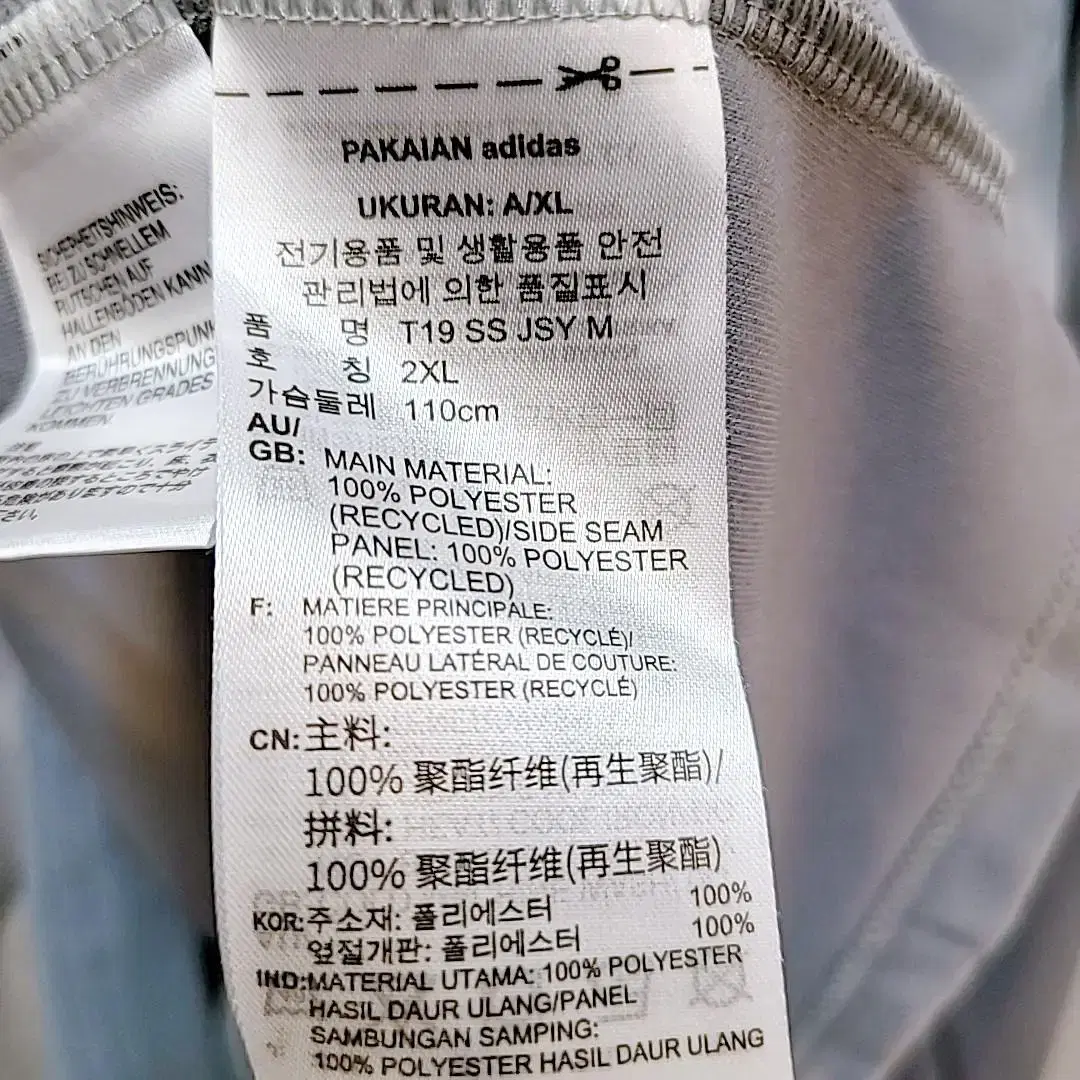 SICHERHEITSHINWEIS:
BEI ZU SCHNELLEM
RUTSCHEN AUF
HALLENBÖDEN KANN
AN DEN
BERÜHRUNGSPUNK
ZU VERBRENNUNG
LEICHTEN GRADES
KOMMEN.
PAKAIAN adidas
UKURAN: A/XL
전기용품 및 생활용품 안전
관리법에 의한 품질표시
품 명 T19 SS JSY M
호 칭 2XL
가슴둘레 110cm
AU/
GB: MAIN MATERIAL:
100% POLYESTER
(RECYCLED)/SIDE SEAM
PANEL: 100% POLYESTER
(RECYCLED)
F: MATIERE PRINCIPALE:
100% POLYESTER (RECYCLÉ)/
PANNEAU LATÉRAL DE COUTURE:
100% POLYESTER (RECYCLÉ)
CN: 主料:
100% 聚酯纤维(再生聚酯)/
拼料:
100% 聚酯纤维(再生聚酯)
KOR: 주소재: 폴리에스터 100%
옆절개판: 폴리에스터 100%
IND: MATERIAL UTAMA: 100% POLYESTER
HASIL DAUR ULANG/PANEL
SAMBUNGAN SAMPING:
100% POLYESTER HASIL DAUR ULANG